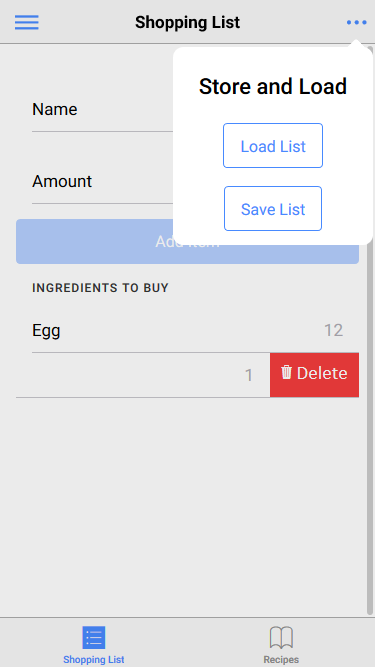 Shopping List
Store and Load
Name
Load List
Amount
Save List
Add Item
INGREDIENTS TO BUY
Egg 12
1 Delete
Shopping List Recipes